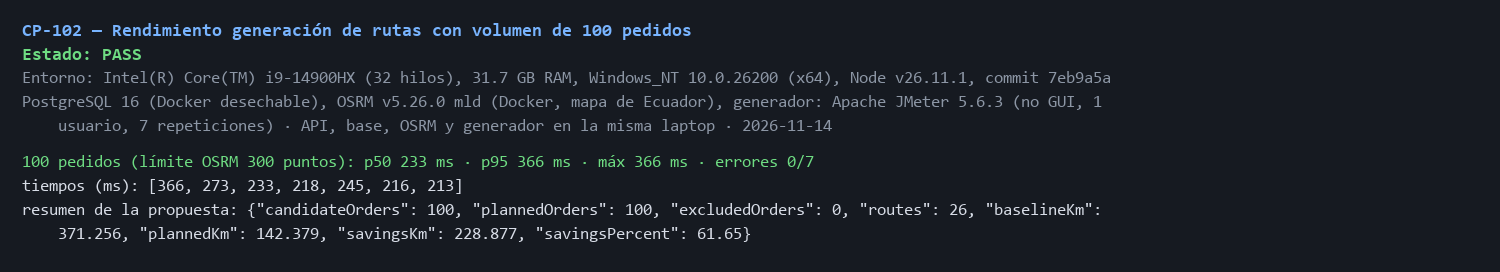 CP-102 — Rendimiento generación de rutas con volumen de 100 pedidos
Estado: PASS
Entorno: Intel(R) Core(TM) i9-14900HX (32 hilos), 31.7 GB RAM, Windows_NT 10.0.26200 (x64), Node v26.11.1, commit 7eb9a5a
PostgreSQL 16 (Docker desechable), OSRM v5.26.0 mld (Docker, mapa de Ecuador), generador: Apache JMeter 5.6.3 (no GUI, 1
usuario, 7 repeticiones) · API, base, OSRM y generador en la misma laptop · 2026-11-14
100 pedidos (límite OSRM 300 puntos): p50 233 ms · p95 366 ms · máx 366 ms · errores 0/7
tiempos (ms): [366, 273, 233, 218, 245, 216, 213]
resumen de la propuesta: {"candidateOrders": 100, "plannedOrders": 100, "excludedOrders": 0, "routes": 26, "baselineKm":
371.256, "plannedKm": 142.379, "savingsKm": 228.877, "savingsPercent": 61.65}